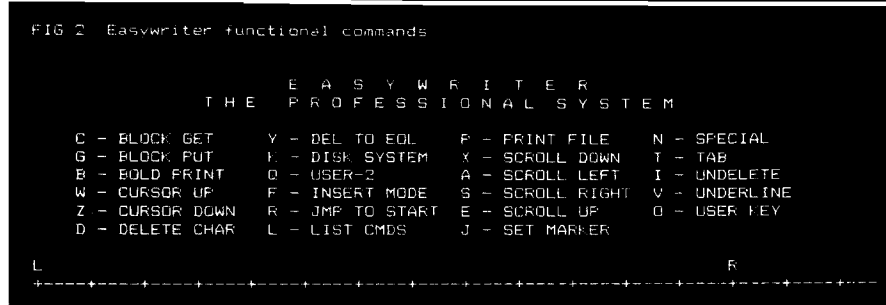 FIG 2 Easywriter functional commands
E A S Y W R I T E R
T H E P R O F E S S I O N A L S Y S T E M
C - BLOCK GET Y - DEL TO EOL P - PRINT FILE N - SPECIAL
G - BLOCK PUT K - DISK SYSTEM X - SCROLL DOWN T - TAB
B - BOLD PRINT Q - USER-2 A - SCROLL LEFT I - UNDELETE
W - CURSOR UP F - INSERT MODE S - SCROLL RIGHT V - UNDERLINE
Z - CURSOR DOWN R - JMP TO START E - SCROLL UP O - USER KEY
D - DELETE CHAR L - LIST CMDS J - SET MARKER
L R
+----+----+----+----+----+----+----+----+----+----+----+----+----+----+----+---